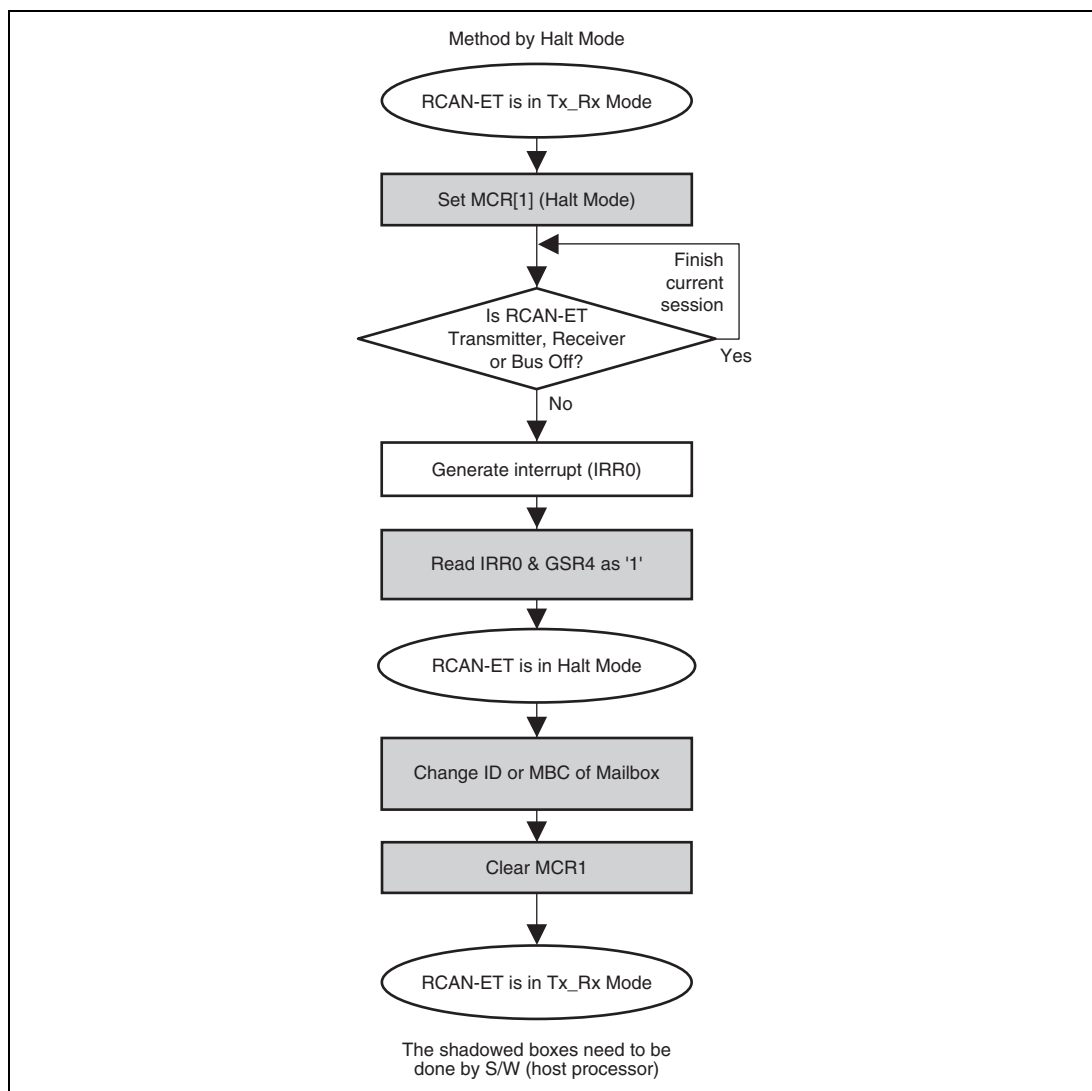 Method by Halt Mode
RCAN-ET is in Tx_Rx Mode
Set MCR[1] (Halt Mode)
Finish
current
session
Is RCAN-ET
Transmitter, Receiver
or Bus Off?
Yes
No
Generate interrupt (IRR0)
Read IRR0 & GSR4 as '1'
RCAN-ET is in Halt Mode
Change ID or MBC of Mailbox
Clear MCR1
RCAN-ET is in Tx_Rx Mode
The shadowed boxes need to be
done by S/W (host processor)